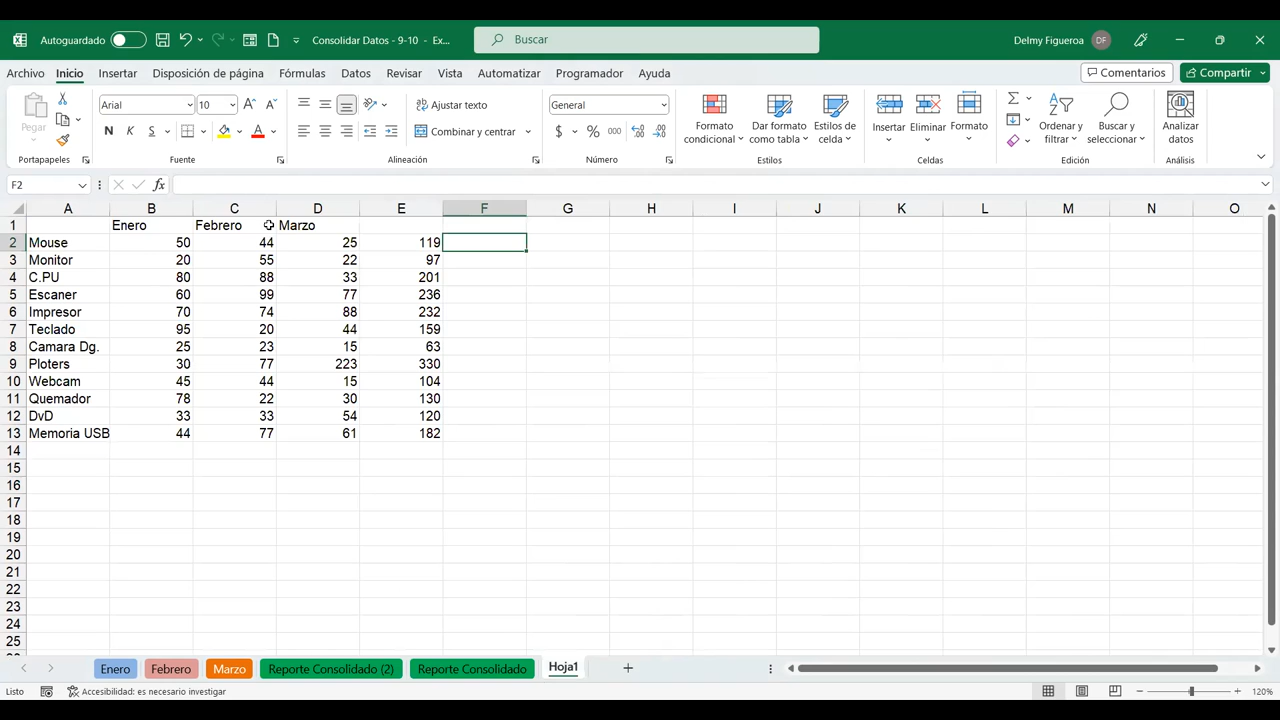 Autoguardado Consolidar Datos - 9-10 - Ex... Buscar Delmy Figueroa DF
Archivo Inicio Insertar Disposición de página Fórmulas Datos Revisar Vista Automatizar Programador Ayuda Comentarios Compartir
Pegar Arial 10 Ajustar texto General
N K S Combinar y centrar $ % 000
Formato condicional Dar formato como tabla Estilos de celda Insertar Eliminar Formato Ordenar y filtrar Buscar y seleccionar Analizar datos
Portapapeles Fuente Alineación Número Estilos Celdas Edición Análisis
F2 fx
A B C D E F G H I J K L M N O
1 Enero Febrero Marzo
2 Mouse 50 44 25 119
3 Monitor 20 55 22 97
4 C.PU 80 88 33 201
5 Escaner 60 99 77 236
6 Impresor 70 74 88 232
7 Teclado 95 20 44 159
8 Camara Dg. 25 23 15 63
9 Ploters 30 77 223 330
10 Webcam 45 44 15 104
11 Quemador 78 22 30 130
12 DvD 33 33 54 120
13 Memoria USB 44 77 61 182
14
15
16
17
18
19
20
21
22
23
24
25
Enero Febrero Marzo Reporte Consolidado (2) Reporte Consolidado Hoja1
Listo Accesibilidad: es necesario investigar 120%